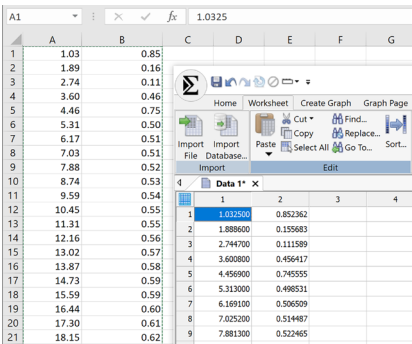 A1 fx 1.0325
A B C D E F G
1 1.03 0.85
2 1.89 0.16
3 2.74 0.11
4 3.60 0.46
5 4.46 0.75
6 5.31 0.50
7 6.17 0.51
8 7.03 0.51
9 7.88 0.52
10 8.74 0.53
11 9.59 0.54
12 10.45 0.55
13 11.31 0.55
14 12.16 0.56
15 13.02 0.57
16 13.87 0.58
17 14.73 0.59
18 15.59 0.59
19 16.44 0.60
20 17.30 0.61
21 18.15 0.62
Σ
Home Worksheet Create Graph Graph Page
Import File
Import Database...
Paste
Cut
Copy
Select All
Find...
Replace...
Go To...
Sort...
Import Edit
Data 1* ×
1 2 3 4
1 1.032500 0.852362
2 1.888600 0.155683
3 2.744700 0.111589
4 3.600800 0.456417
5 4.456900 0.745555
6 5.313000 0.498531
7 6.169100 0.506509
8 7.025200 0.514487
9 7.881300 0.522465